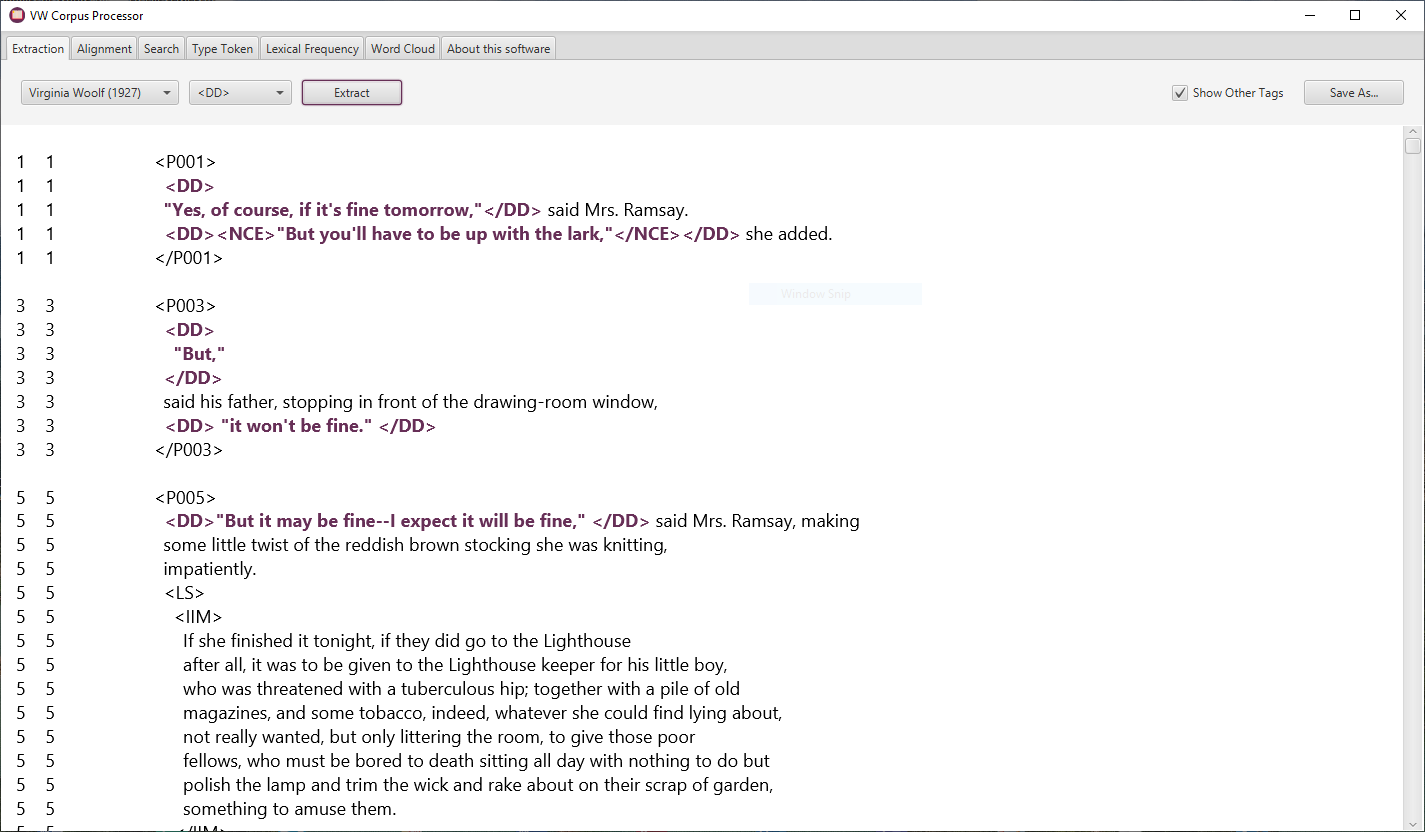 VW Corpus Processor
Extraction Alignment Search Type Token Lexical Frequency Word Cloud About this software
Virginia Woolf (1927) <DD> Extract Show Other Tags Save As...
1 1 <P001>
1 1 <DD>
1 1 "Yes, of course, if it's fine tomorrow,"</DD> said Mrs. Ramsay.
1 1 <DD><NCE>"But you'll have to be up with the lark,"</NCE></DD> she added.
1 1 </P001>
Window Snip
3 3 <P003>
3 3 <DD>
3 3 "But,"
3 3 </DD>
3 3 said his father, stopping in front of the drawing-room window,
3 3 <DD> "it won't be fine." </DD>
3 3 </P003>
5 5 <P005>
5 5 <DD>"But it may be fine--I expect it will be fine," </DD> said Mrs. Ramsay, making
5 5 some little twist of the reddish brown stocking she was knitting,
5 5 impatiently.
5 5 <LS>
5 5 <IIM>
5 5 If she finished it tonight, if they did go to the Lighthouse
5 5 after all, it was to be given to the Lighthouse keeper for his little boy,
5 5 who was threatened with a tuberculous hip; together with a pile of old
5 5 magazines, and some tobacco, indeed, whatever she could find lying about,
5 5 not really wanted, but only littering the room, to give those poor
5 5 fellows, who must be bored to death sitting all day with nothing to do but
5 5 polish the lamp and trim the wick and rake about on their scrap of garden,
5 5 something to amuse them.
5 5 </IIM>